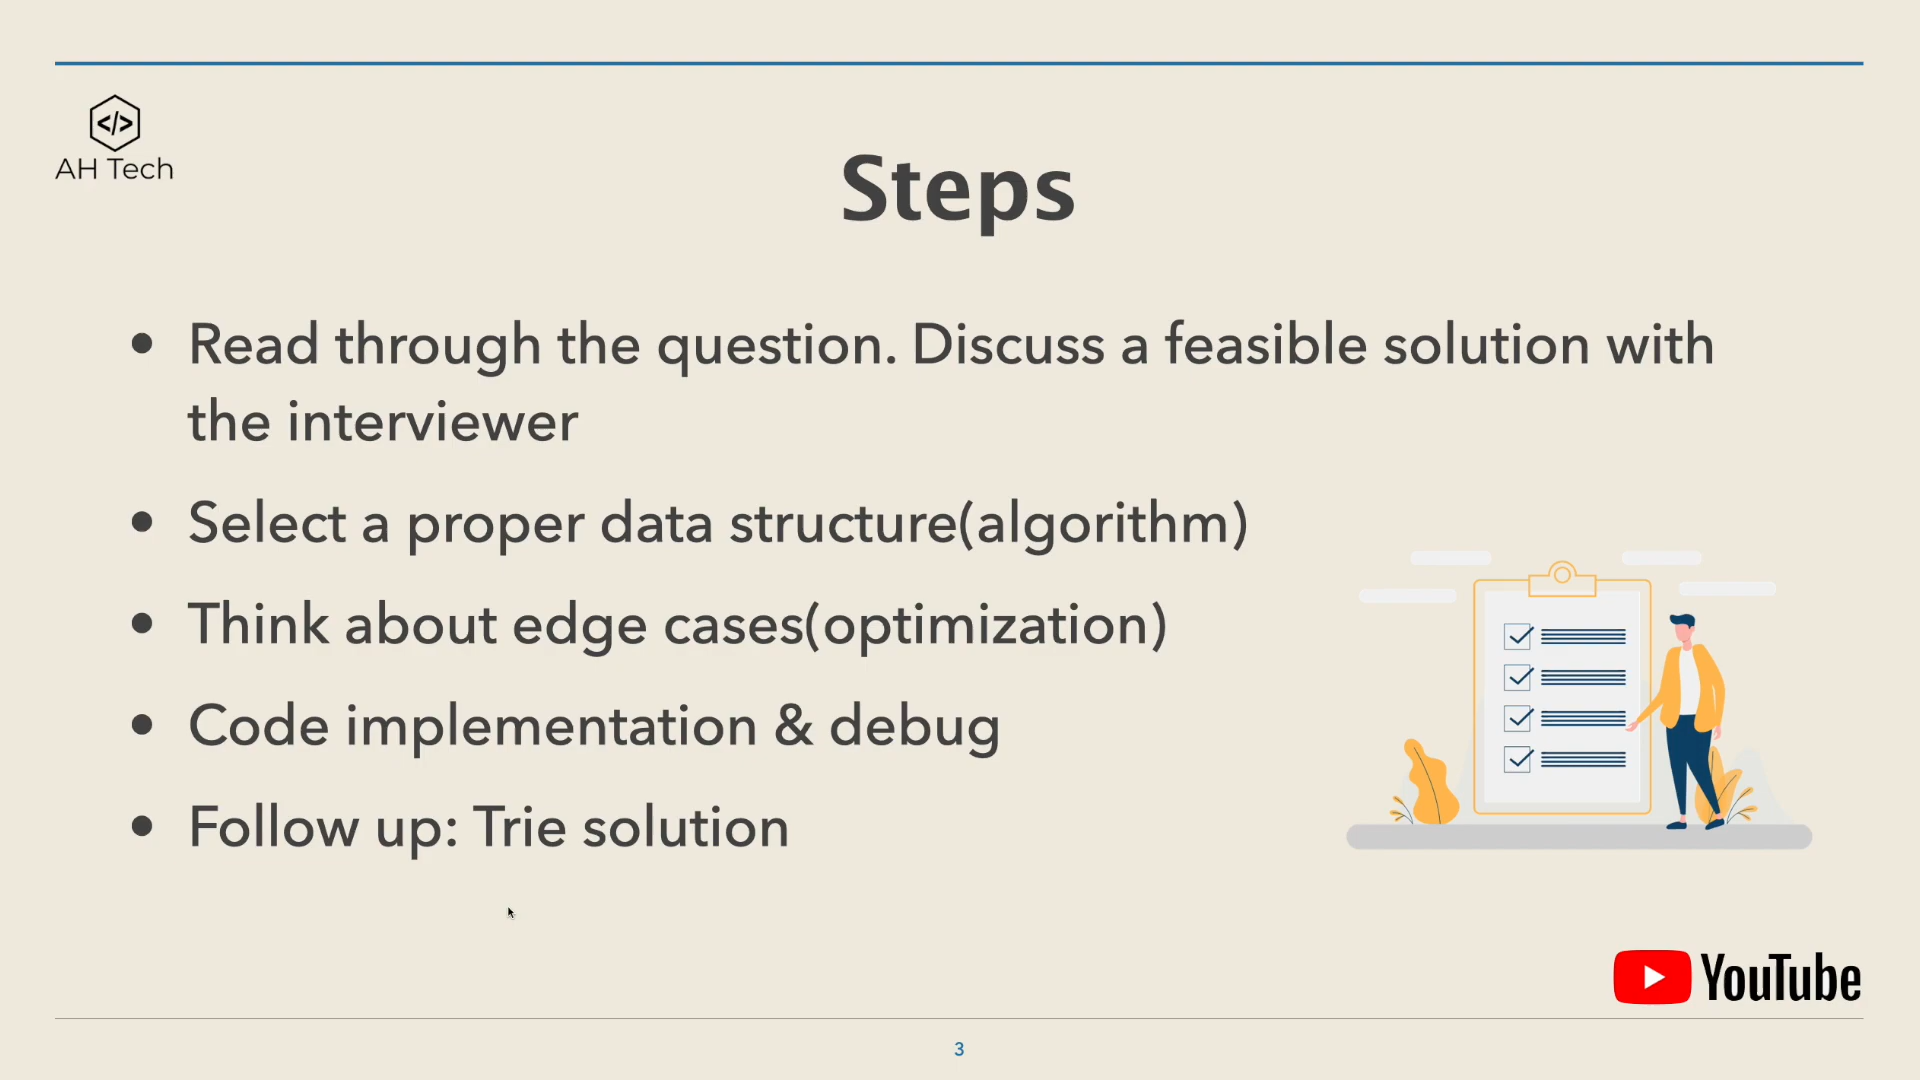 </>
AH Tech
Steps
• Read through the question. Discuss a feasible solution with
the interviewer
• Select a proper data structure(algorithm)
• Think about edge cases(optimization)
• Code implementation & debug
• Follow up: Trie solution
YouTube
3